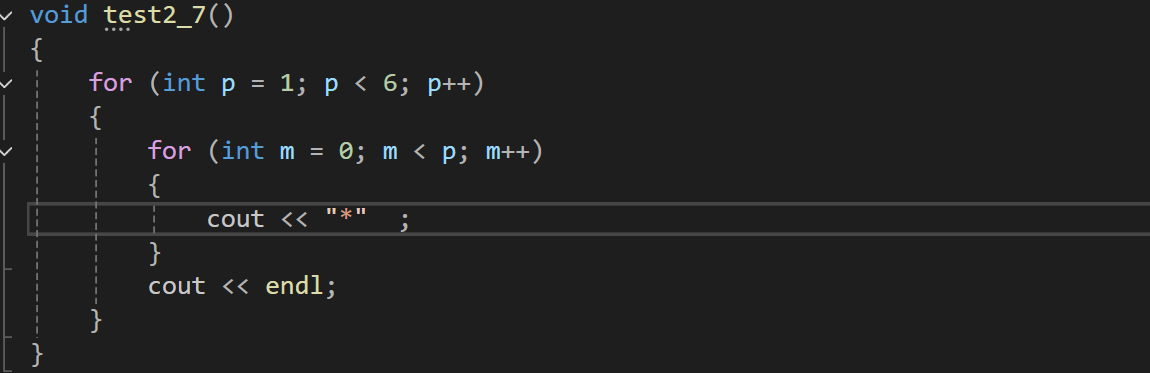 void test2_7()
{
for (int p = 1; p < 6; p++)
{
for (int m = 0; m < p; m++)
{
cout << "*"  ;
}
cout << endl;
}
}